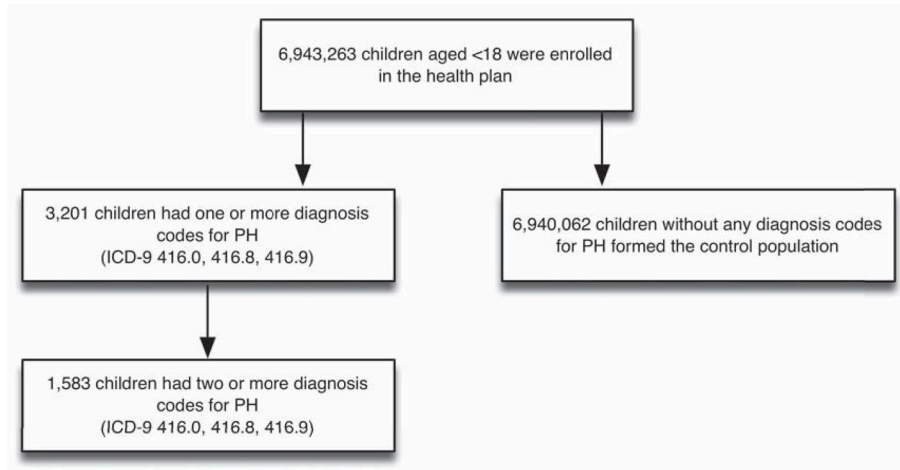 6,943,263 children aged <18 were enrolled
in the health plan
3,201 children had one or more diagnosis
codes for PH
(ICD-9 416.0, 416.8, 416.9)
6,940,062 children without any diagnosis codes
for PH formed the control population
1,583 children had two or more diagnosis
codes for PH
(ICD-9 416.0, 416.8, 416.9)